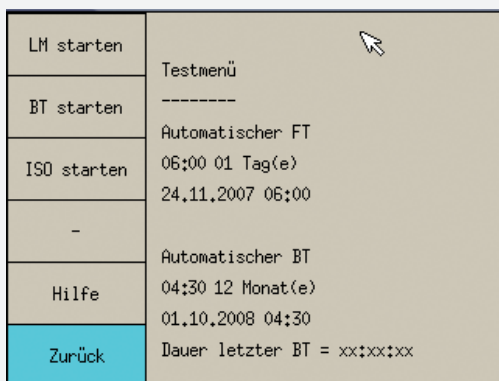 LM starten
BT starten
ISO starten
-
Hilfe
Zurück
Testmenü
--------
Automatischer FT
06:00 01 Tag(e)
24.11.2007 06:00
Automatischer BT
04:30 12 Monat(e)
01.10.2008 04:30
Dauer letzter BT = xx:xx:xx